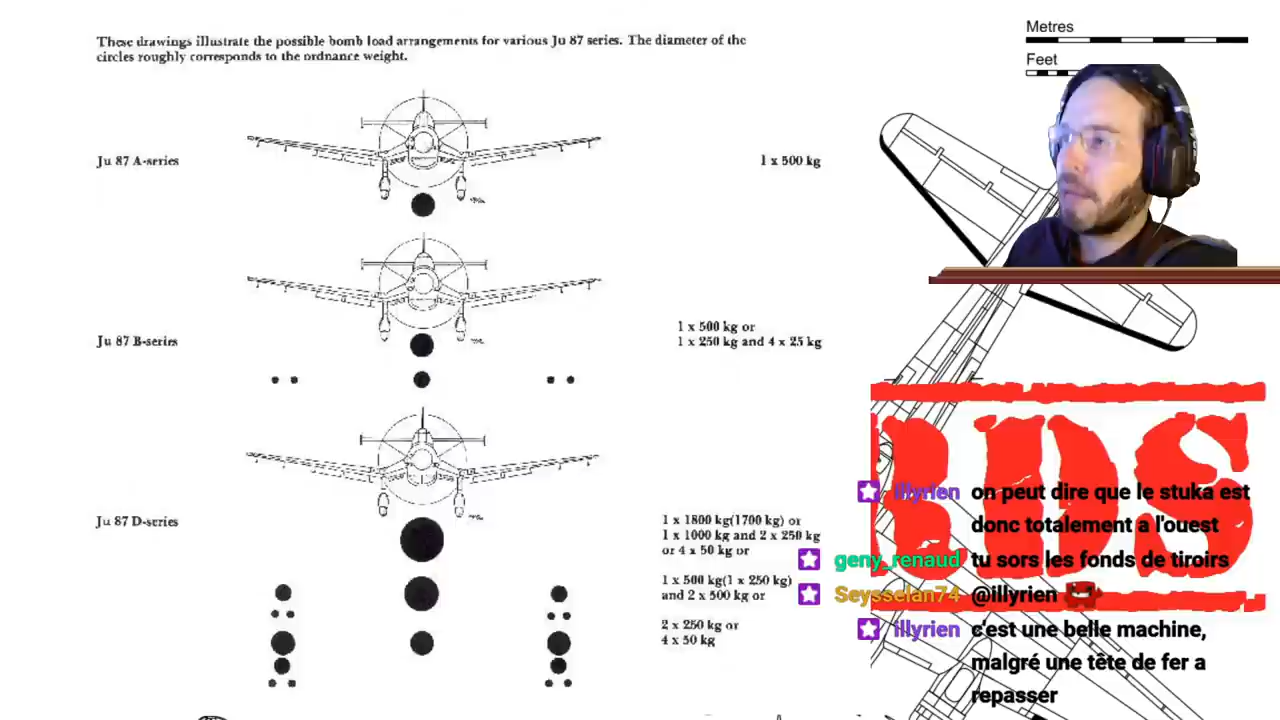 These drawings illustrate the possible bomb load arrangements for various Ju 87 series. The diameter of the
circles roughly corresponds to the ordnance weight.
Metres
Feet
Ju 87 A-series
1 x 500 kg
Ju 87 B-series
1 x 500 kg or
1 x 250 kg and 4 x 25 kg
Ju 87 D-series
1 x 1800 kg(1700 kg) or
1 x 1000 kg and 2 x 250 kg
or 4 x 50 kg or
1 x 500 kg(1 x 250 kg)
and 2 x 500 kg or
2 x 250 kg or
4 x 50 kg
RDS
illyrien on peut dire que le stuka est
donc totalement a l'ouest
geny_renaud tu sors les fonds de tiroirs
Seysselan74 @illyrien
illyrien c'est une belle machine,
malgré une tête de fer a
repasser